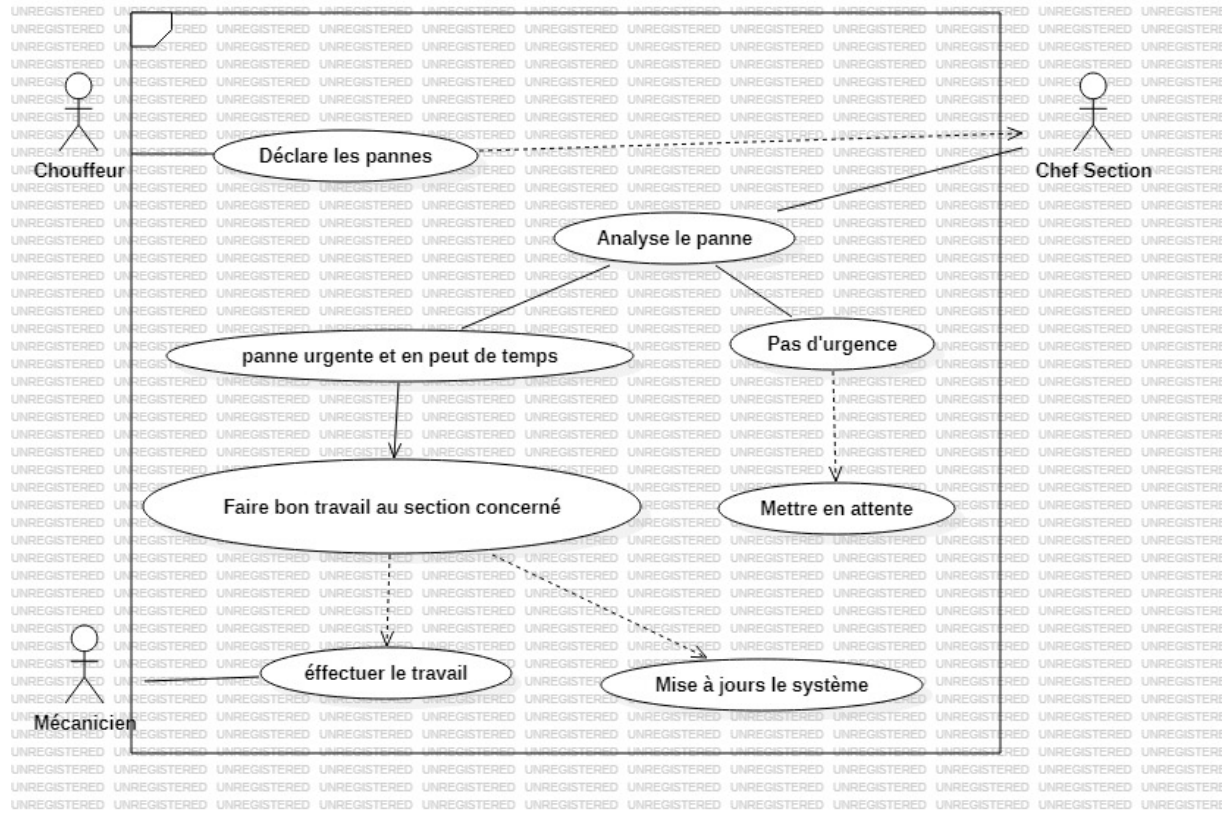 Chouffeur
Déclare les pannes
Chef Section
Analyse le panne
panne urgente et en peut de temps
Pas d'urgence
Faire bon travail au section concerné
Mettre en attente
éffectuer le travail
Mise à jours le système
Mécanicien
UNREGISTERED